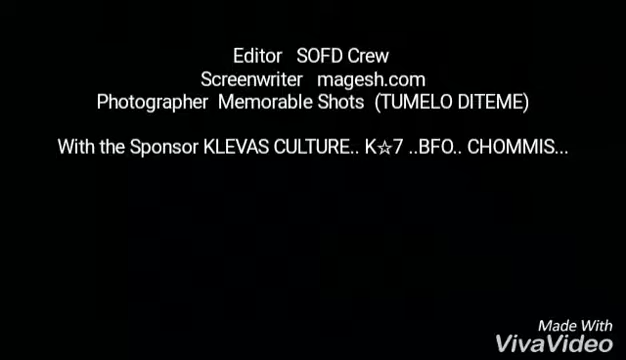 Editor SOFD Crew
Screenwriter magesh.com
Photographer Memorable Shots (TUMELO DITEME)
With the Sponsor KLEVAS CULTURE.. K☆7 ..BFO.. CHOMMIS...
Made With
VivaVideo